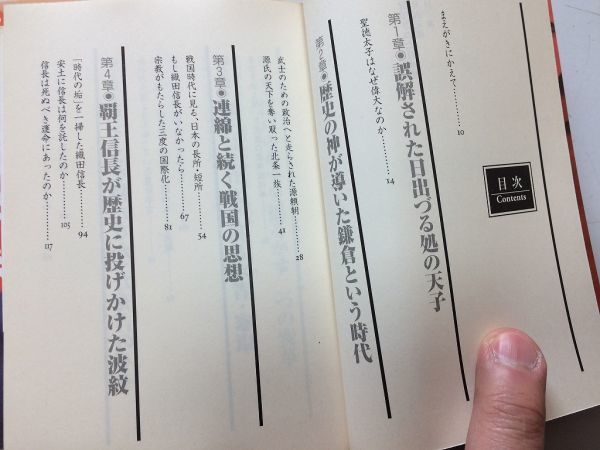 目次
Contents
まえがきにかえて………10
第1章●誤解された日出づる処の天子
聖徳太子はなぜ偉大なのか………14
第2章●歴史の神が導いた鎌倉という時代
武士のための政治へと走らされた源頼朝………28
源氏の天下を奪い取った北条一族………41
第3章●連綿と続く戦国の思想
戦国時代に見る、日本の長所・短所………54
もし織田信長がいなかったら………67
宗教がもたらした三度の国際化………81
第4章●覇王信長が歴史に投げかけた波紋
「時代の垢」を一掃した織田信長………94
安土に信長は何を託したのか………105
信長は死ぬべき運命にあったのか………117